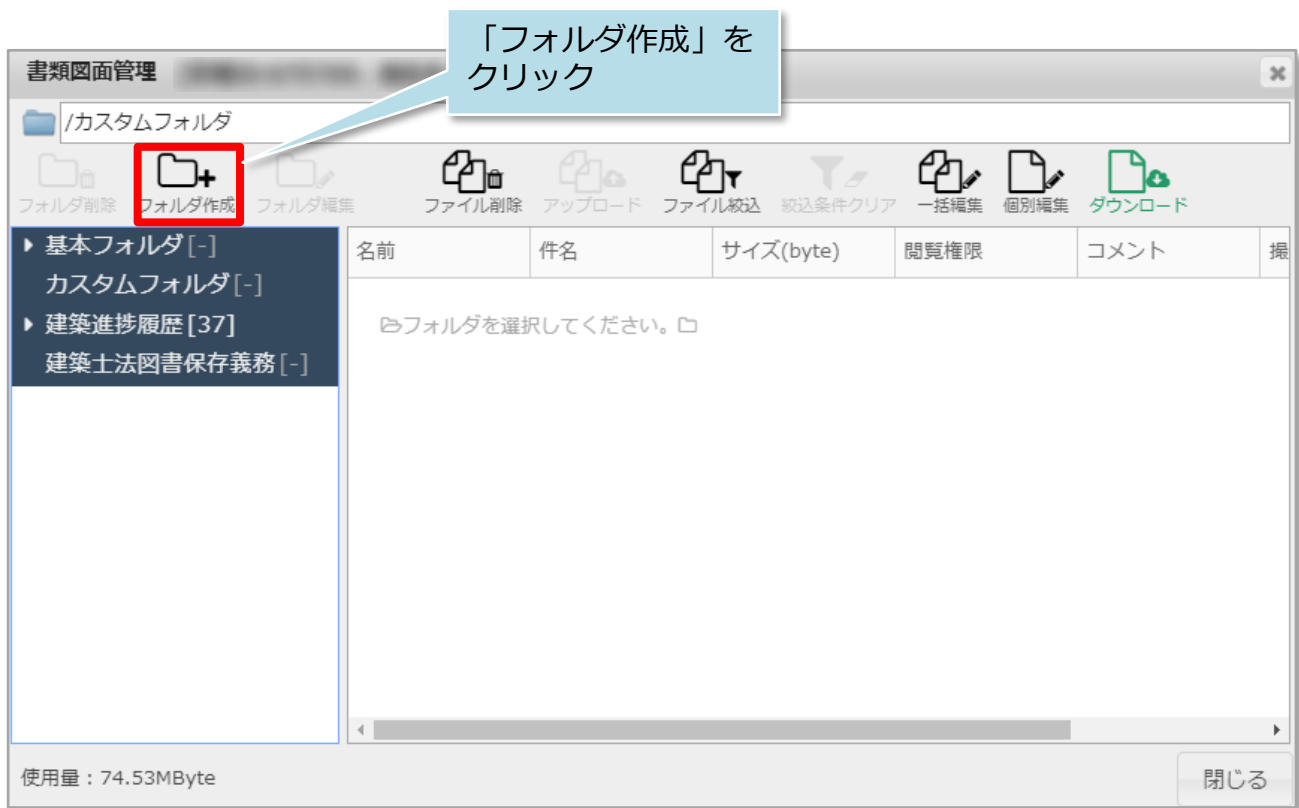 「フォルダ作成」を
クリック
書類図面管理
/カスタムフォルダ
フォルダ削除 フォルダ作成 フォルダ編集 ファイル削除 アップロード ファイル絞込 絞込条件クリア 一括編集 個別編集 ダウンロード
基本フォルダ[-]
カスタムフォルダ[-]
建築進捗履歴[37]
建築士法図書保存義務[-]
名前 件名 サイズ(byte) 閲覧権限 コメント 撮
フォルダを選択してください。
使用量：74.53MByte
閉じる